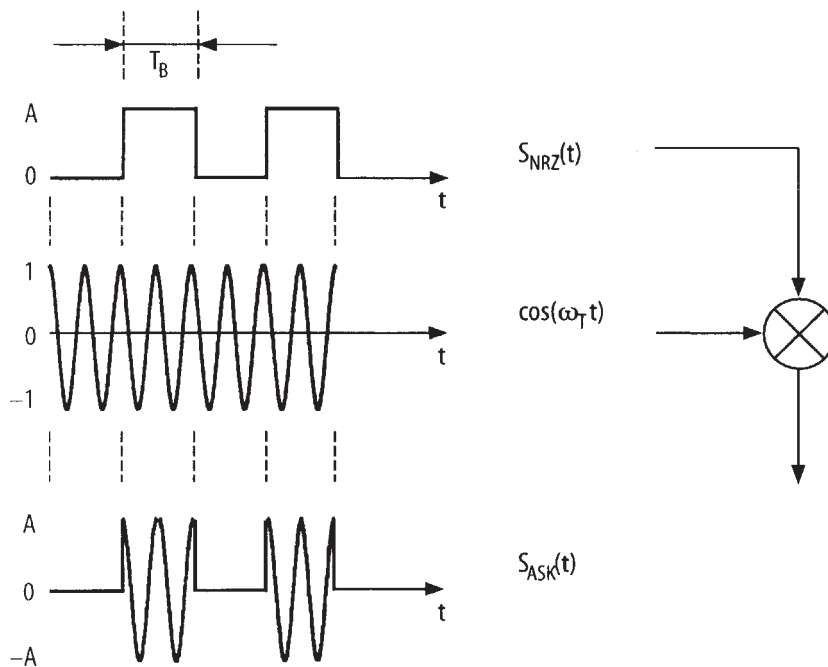 T_B
A
0
t
S_NRZ(t)
1
0
−1
t
cos(ω_T t)
A
0
−A
t
S_ASK(t)